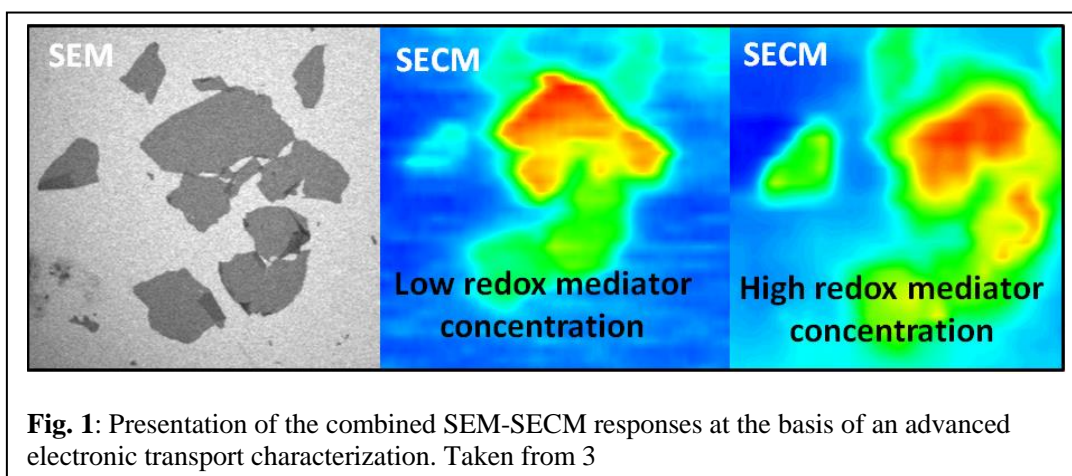 SEM
SECM
SECM
Low redox mediator
concentration
High redox mediator
concentration
Fig. 1: Presentation of the combined SEM-SECM responses at the basis of an advanced
electronic transport characterization. Taken from 3